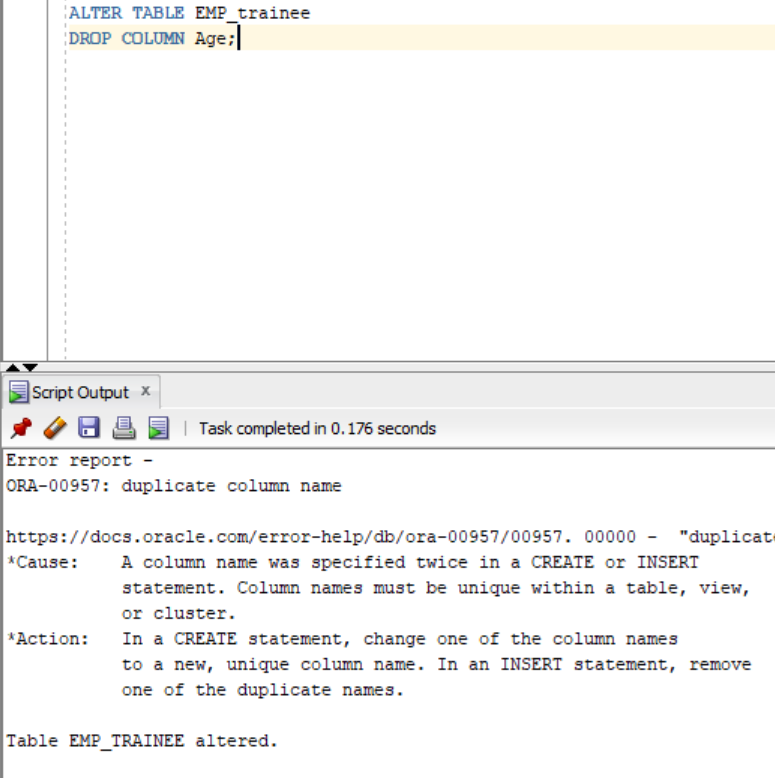 ALTER TABLE EMP_trainee
DROP COLUMN Age;
Script Output x
Task completed in 0.176 seconds
Error report -
ORA-00957: duplicate column name
https://docs.oracle.com/error-help/db/ora-00957/00957. 00000 -  "duplicate
*Cause:    A column name was specified twice in a CREATE or INSERT
statement. Column names must be unique within a table, view,
or cluster.
*Action:   In a CREATE statement, change one of the column names
to a new, unique column name. In an INSERT statement, remove
one of the duplicate names.
Table EMP_TRAINEE altered.